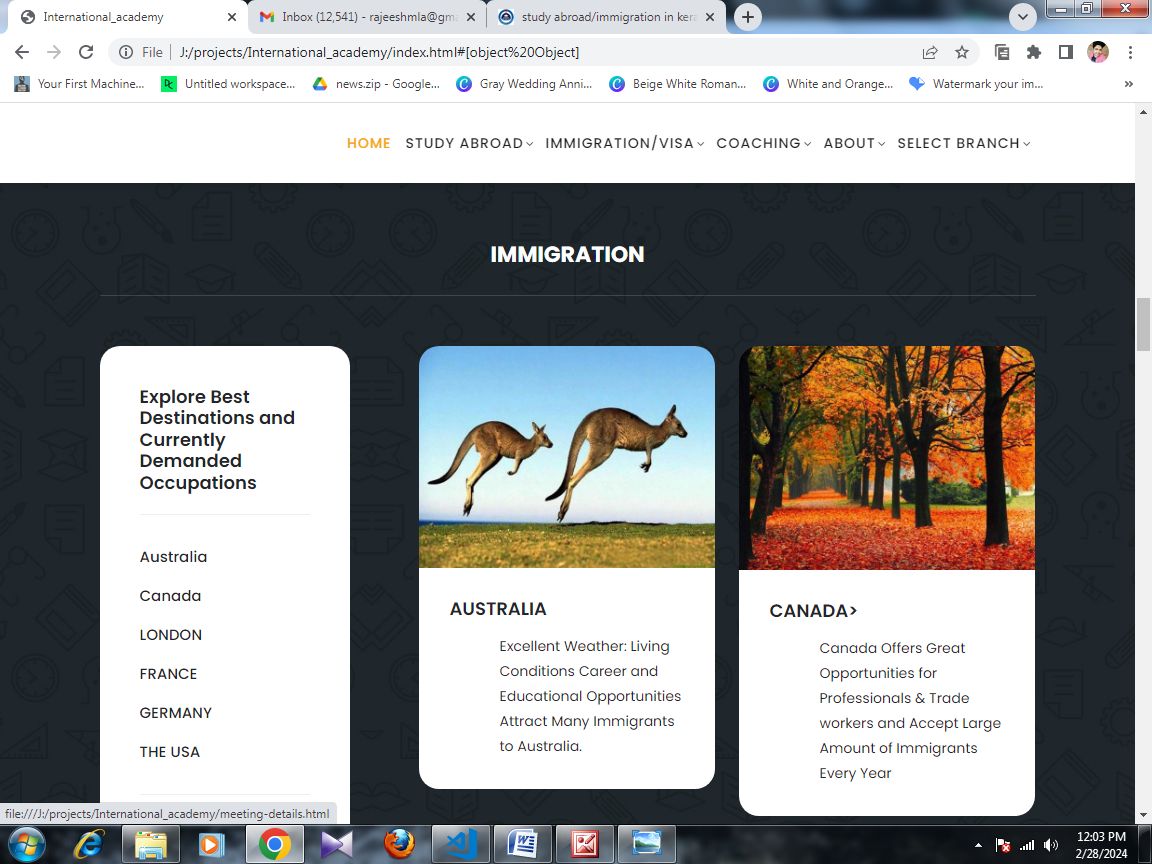 International_academy
Inbox (12,541) - rajeeshmla@gma
study abroad/immigration in kera
File
J:/projects/International_academy/index.html#[object%20Object]
Your First Machine...
Untitled workspace...
news.zip - Google...
Gray Wedding Anni...
Beige White Roman...
White and Orange...
Watermark your im...
»
HOME
STUDY ABROAD
IMMIGRATION/VISA
COACHING
ABOUT
SELECT BRANCH
IMMIGRATION
Explore Best
Destinations and
Currently
Demanded
Occupations
Australia
Canada
LONDON
FRANCE
GERMANY
THE USA
AUSTRALIA
Excellent Weather: Living
Conditions Career and
Educational Opportunities
Attract Many Immigrants
to Australia.
CANADA>
Canada Offers Great
Opportunities for
Professionals & Trade
workers and Accept Large
Amount of Immigrants
Every Year
file:///J:/projects/International_academy/meeting-details.html
12:03 PM
2/28/2024